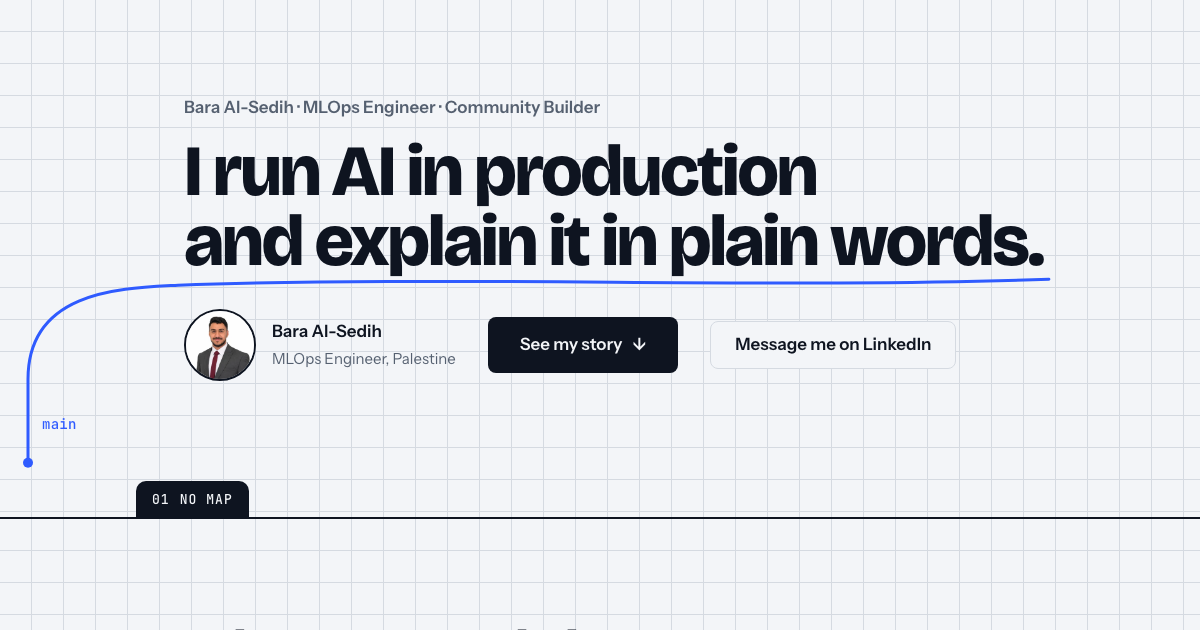 Bara Al-Sedih · MLOps Engineer · Community Builder
I run AI in production
and explain it in plain words.
Bara Al-Sedih
MLOps Engineer, Palestine
See my story ↓
Message me on LinkedIn
main
01 NO MAP